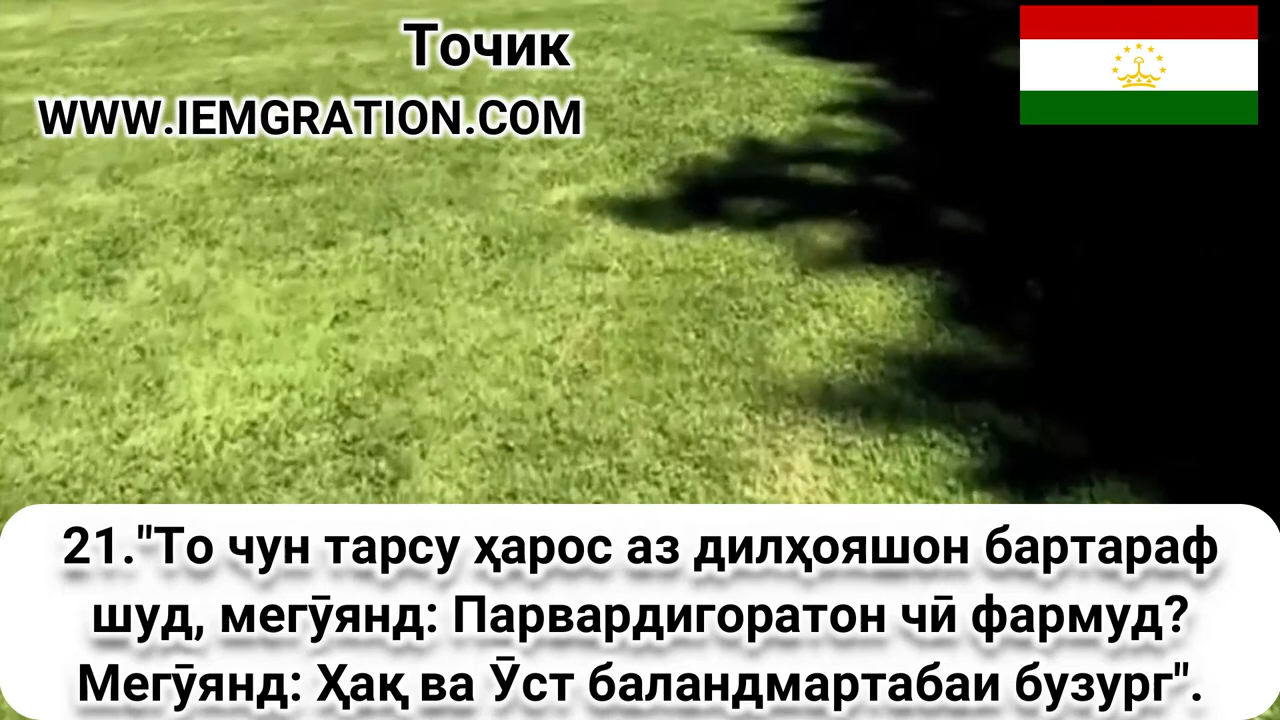 Точик
WWW.IEMGRATION.COM
21."То чун тарсу ҳарос аз дилҳояшон бартараф
шуд, мегӯянд: Парвардигоратон чӣ фармуд?
Мегӯянд: Ҳақ ва Ӯст баландмартабаи бузург".